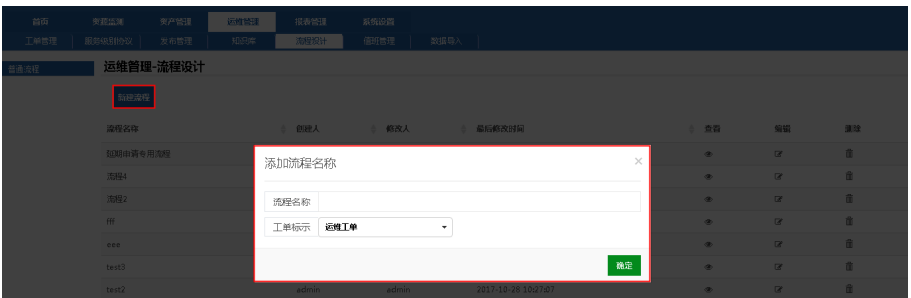 首页 资源监测 资产管理 运维管理 报表管理 系统设置
工单管理 服务级别协议 发布管理 知识库 流程设计 值班管理 数据导入
普通流程
运维管理-流程设计
新建流程
流程名称 创建人 修改人 最后修改时间 查看 编辑 删除
延期申请专用流程
流程4
流程2
fff
eee
test3
test2 admin admin 2017-10-28 10:27:07
添加流程名称 ×
流程名称
工单标示 运维工单
确定